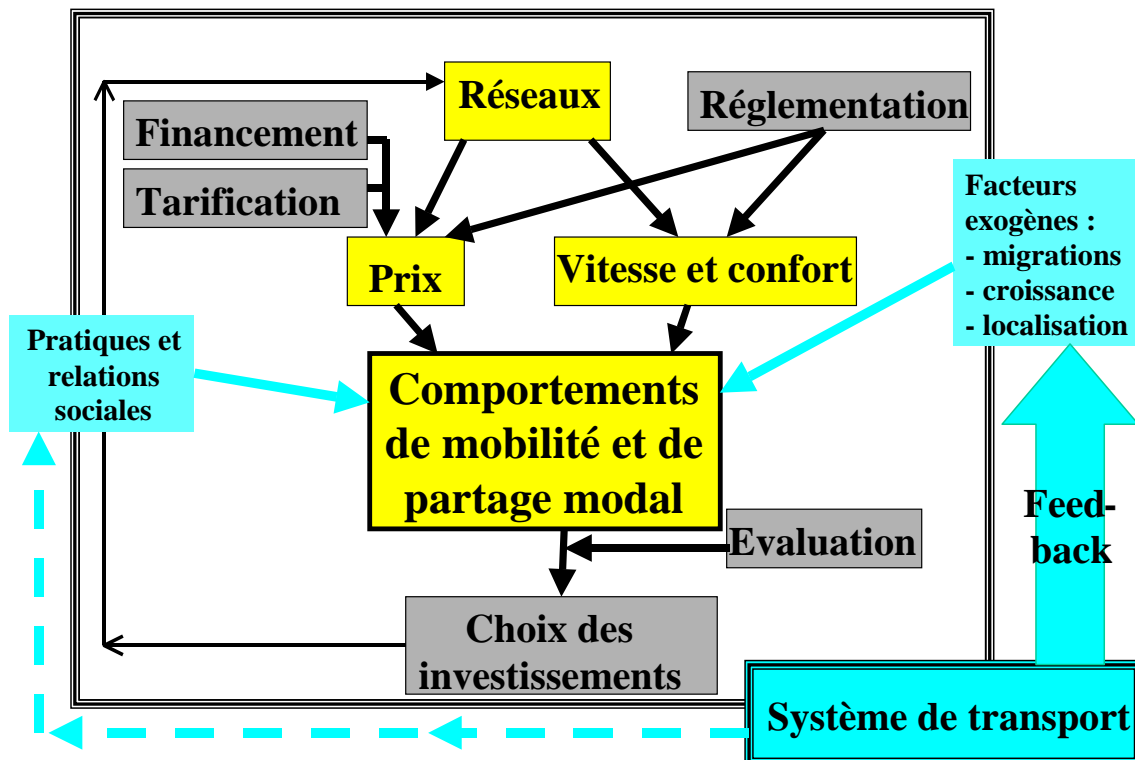 Réseaux
Réglementation
Financement
Tarification
Facteurs
exogènes :
- migrations
- croissance
- localisation
Prix
Vitesse et confort
Pratiques et
relations
sociales
Comportements
de mobilité et de
partage modal
Feed-
back
Evaluation
Choix des
investissements
Système de transport